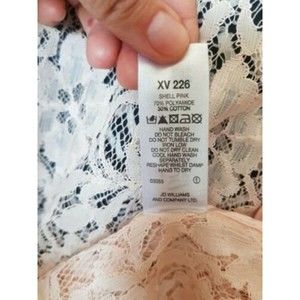 XV 226
SHELL PINK
70% POLYAMIDE
30% COTTON
HAND WASH
DO NOT BLEACH
DO NOT TUMBLE DRY
IRON LOW
DO NOT DRY CLEAN
COOL HAND WASH
SEPARATELY
RESHAPE WHILST DAMP
HANG TO DRY
JD WILLIAMS
AND COMPANY LTD.